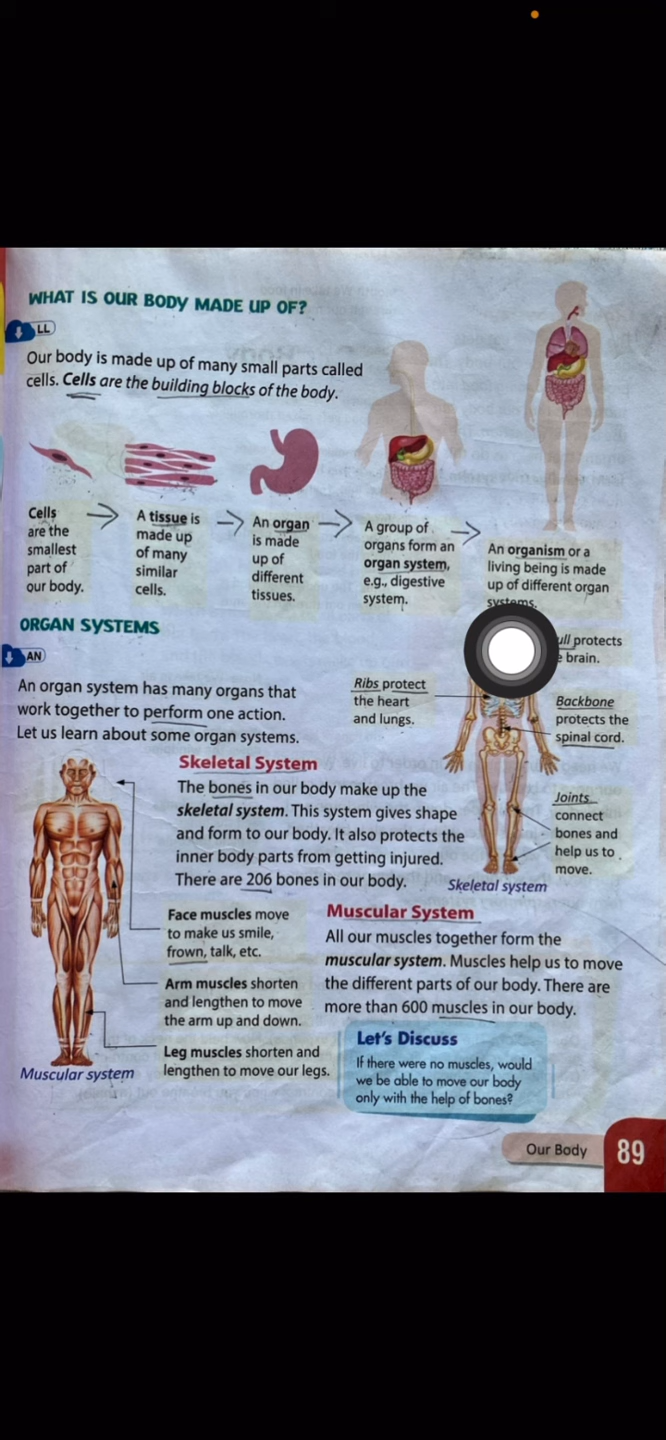 WHAT IS OUR BODY MADE UP OF?
LL
Our body is made up of many small parts called
cells. Cells are the building blocks of the body.
Cells
are the
smallest
part of
our body.
A tissue is
made up
of many
similar
cells.
An organ
is made
up of
different
tissues.
A group of
organs form an
organ system,
e.g., digestive
system.
An organism or a
living being is made
up of different organ
systems.
ORGAN SYSTEMS
AN
An organ system has many organs that
work together to perform one action.
Let us learn about some organ systems.
protects
brain.
Ribs protect
the heart
and lungs.
Backbone
protects the
spinal cord.
Joints
connect
bones and
help us to
move.
Skeletal system
Skeletal System
The bones in our body make up the
skeletal system. This system gives shape
and form to our body. It also protects the
inner body parts from getting injured.
There are 206 bones in our body.
Face muscles move
to make us smile,
frown, talk, etc.
Arm muscles shorten
and lengthen to move
the arm up and down.
Leg muscles shorten and
lengthen to move our legs.
Muscular system
Muscular System
All our muscles together form the
muscular system. Muscles help us to move
the different parts of our body. There are
more than 600 muscles in our body.
Let's Discuss
If there were no muscles, would
we be able to move our body
only with the help of bones?
Our Body
89